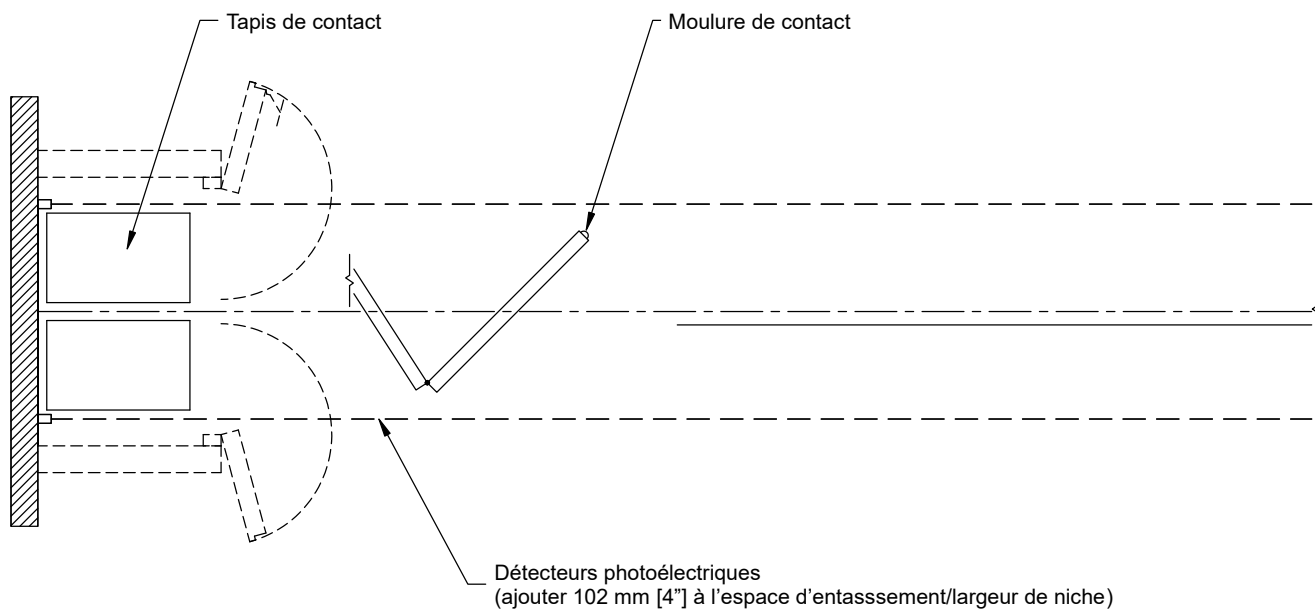 Tapis de contact
Moulure de contact
Détecteurs photoélectriques
(ajouter 102 mm [4”] à l’espace d’entasssement/largeur de niche)